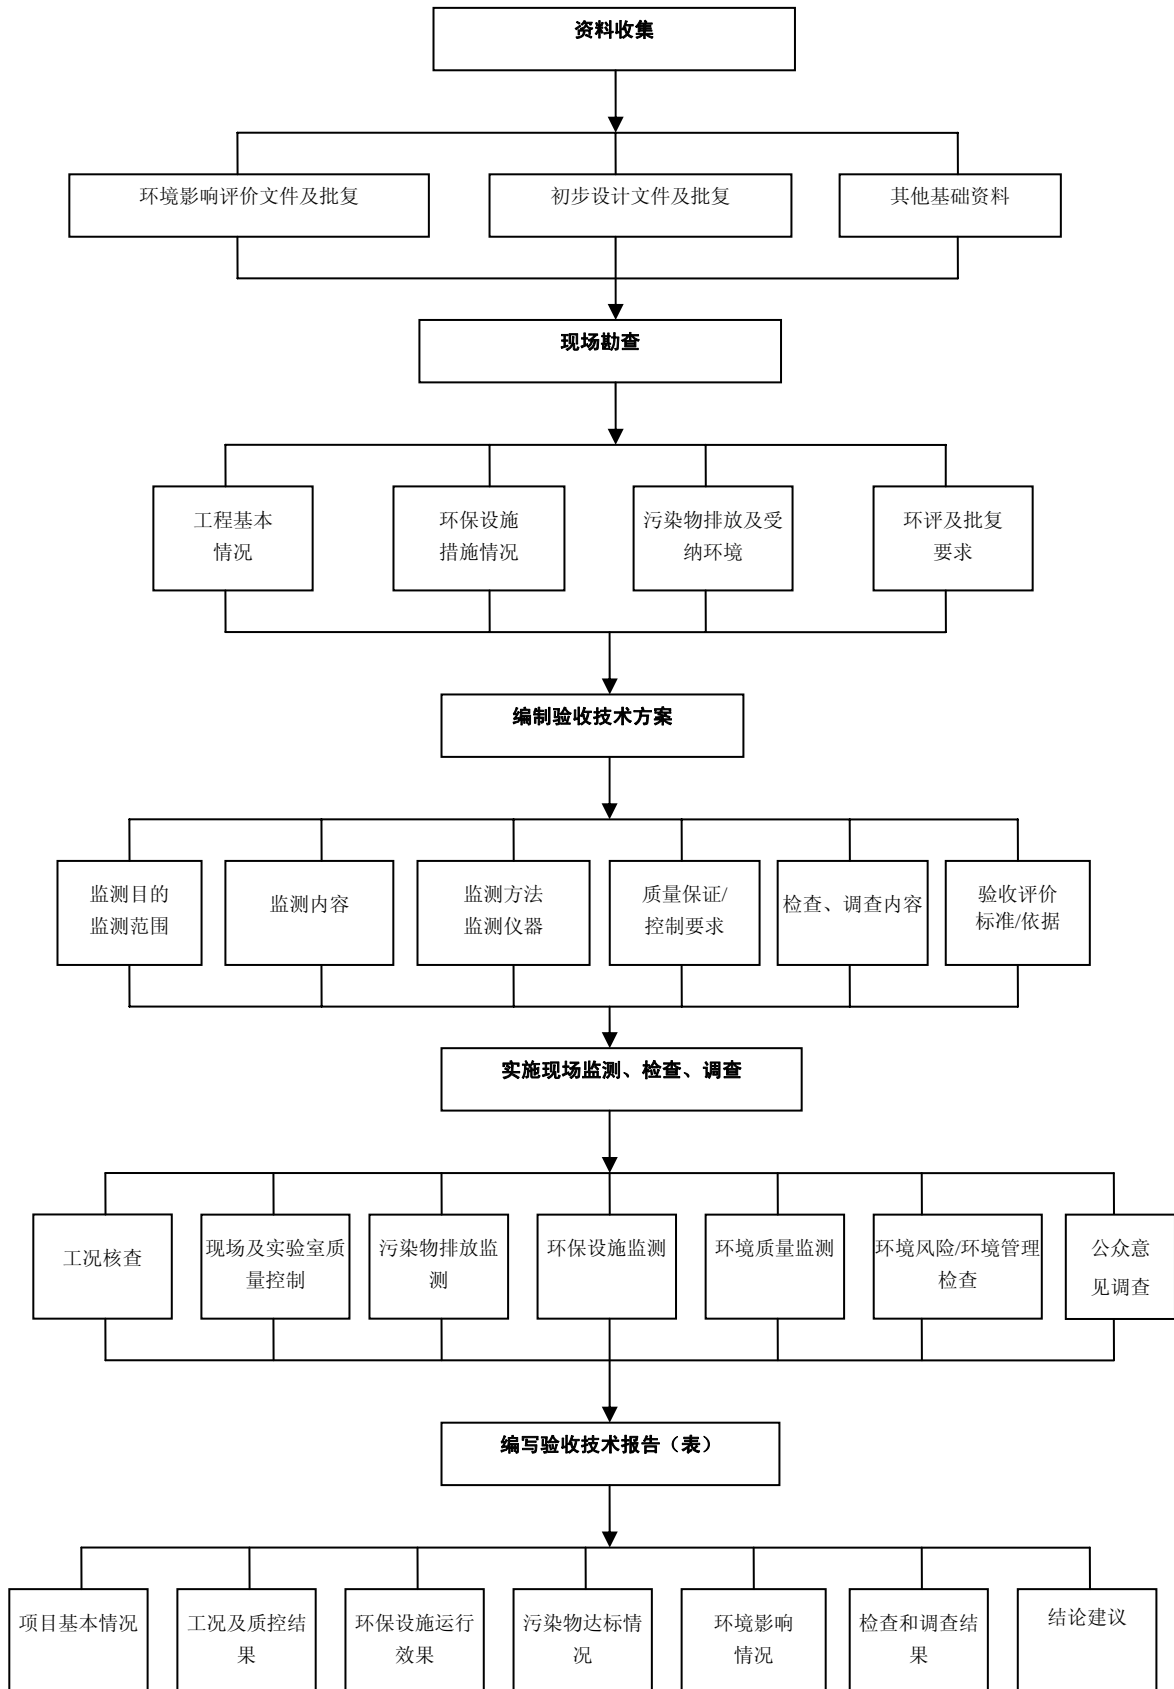 资料收集
环境影响评价文件及批复
初步设计文件及批复
其他基础资料
现场勘查
工程基本
情况
环保设施
措施情况
污染物排放及受
纳环境
环评及批复
要求
编制验收技术方案
监测目的
监测范围
监测内容
监测方法
监测仪器
质量保证/
控制要求
检查、调查内容
验收评价
标准/依据
实施现场监测、检查、调查
工况核查
现场及实验室质
量控制
污染物排放监
测
环保设施监测
环境质量监测
环境风险/环境管理
检查
公众意
见调查
编写验收技术报告（表）
项目基本情况
工况及质控结
果
环保设施运行
效果
污染物达标情
况
环境影响
情况
检查和调查结
果
结论建议